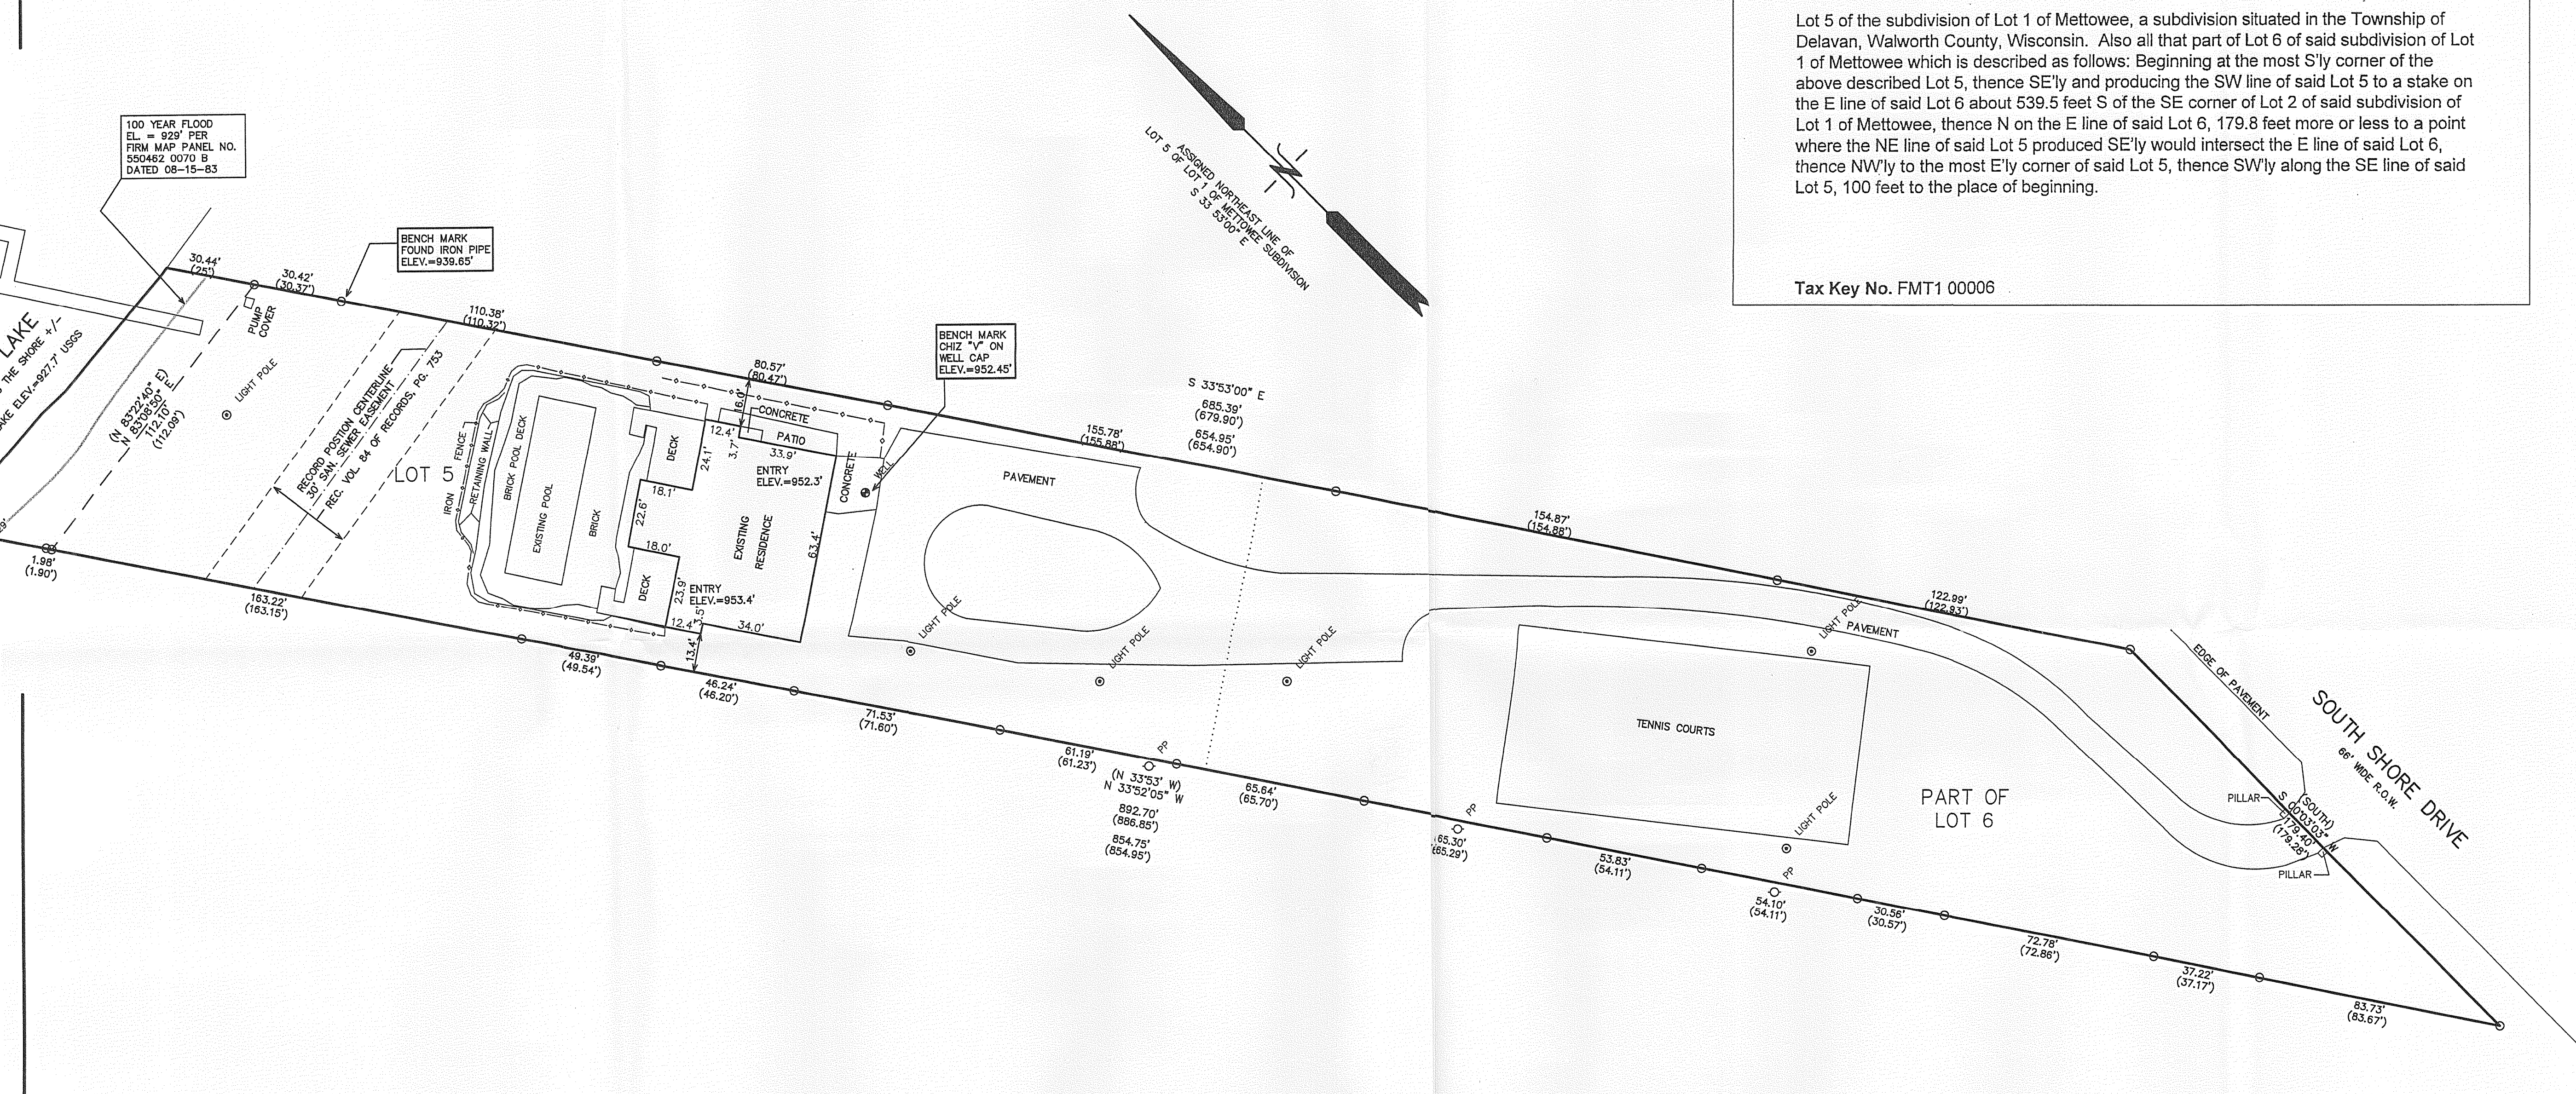 Lot 5 of the subdivision of Lot 1 of Mettowee, a subdivision situated in the Township of
Delavan, Walworth County, Wisconsin. Also all that part of Lot 6 of said subdivision of Lot
1 of Mettowee which is described as follows: Beginning at the most S'ly corner of the
above described Lot 5, thence SE'ly and producing the SW line of said Lot 5 to a stake on
the E line of said Lot 6 about 539.5 feet S of the SE corner of Lot 2 of said subdivision of
Lot 1 of Mettowee, thence N on the E line of said Lot 6, 179.8 feet more or less to a point
where the NE line of said Lot 5 produced SE'ly would intersect the E line of said Lot 6,
thence NW'ly to the most E'ly corner of said Lot 5, thence SW'ly along the SE line of said
Lot 5, 100 feet to the place of beginning.
Tax Key No. FMT1 00006
ASSIGNED NORTHEAST LINE OF
LOT 5 OF LOT 1 OF METTOWEE SUBDIVISION
S 33 53'00" E
N
100 YEAR FLOOD
EL. = 929' PER
FIRM MAP PANEL NO.
550462 0070 B
DATED 08-15-83
BENCH MARK
FOUND IRON PIPE
ELEV.=939.65'
BENCH MARK
CHIZ "V" ON
WELL CAP
ELEV.=952.45'
30.44'
(25')
30.42'
(30.37')
110.38'
(110.32')
80.57'
(80.47')
155.78'
(155.88')
S 33°53'00" E
685.39'
(679.90')
654.95'
(654.90')
154.87'
(154.88')
122.99'
(122.93')
LAKE
THE SHORE +/-
LAKE ELEV.=927.7' USGS
PUMP
COVER
LIGHT POLE
(N 83°22'40" E)
N 83°08'50" E
112.10'
(112.09')
RECORD POSTION CENTERLINE
30' SAN. SEWER EASEMENT
REC. VOL. 84 OF RECORDS, PG. 753
LOT 5
IRON FENCE
RETAINING WALL
BRICK POOL DECK
EXISTING POOL
BRICK
DECK
DECK
16.0'
CONCRETE
PATIO
12.4'
3.7'
33.9'
24.1'
ENTRY
ELEV.=952.3'
CONCRETE
WELL
18.1'
22.6'
18.0'
EXISTING
RESIDENCE
63.4'
23.9'
ENTRY
ELEV.=953.4'
12.4'
3.5'
34.0'
13.4'
PAVEMENT
LIGHT POLE
LIGHT POLE
LIGHT POLE
LIGHT POLE
PAVEMENT
TENNIS COURTS
LIGHT POLE
PART OF
LOT 6
EDGE OF PAVEMENT
SOUTH SHORE DRIVE
66' WIDE R.O.W.
PILLAR
(SOUTH)
S 00°03'03" W
179.40'
(179.28')
PILLAR
1.98'
(1.90')
163.22'
(163.15')
49.39'
(49.54')
46.24'
(46.20')
71.53'
(71.60')
61.19'
(61.23')
PP
(N 33°53' W)
N 33°52'05" W
892.70'
(886.85')
854.75'
(854.95')
65.64'
(65.70')
PP
65.30'
(65.29')
53.83'
(54.11')
PP
54.10'
(54.11')
30.56'
(30.57')
72.78'
(72.86')
37.22'
(37.17')
83.73'
(83.67')